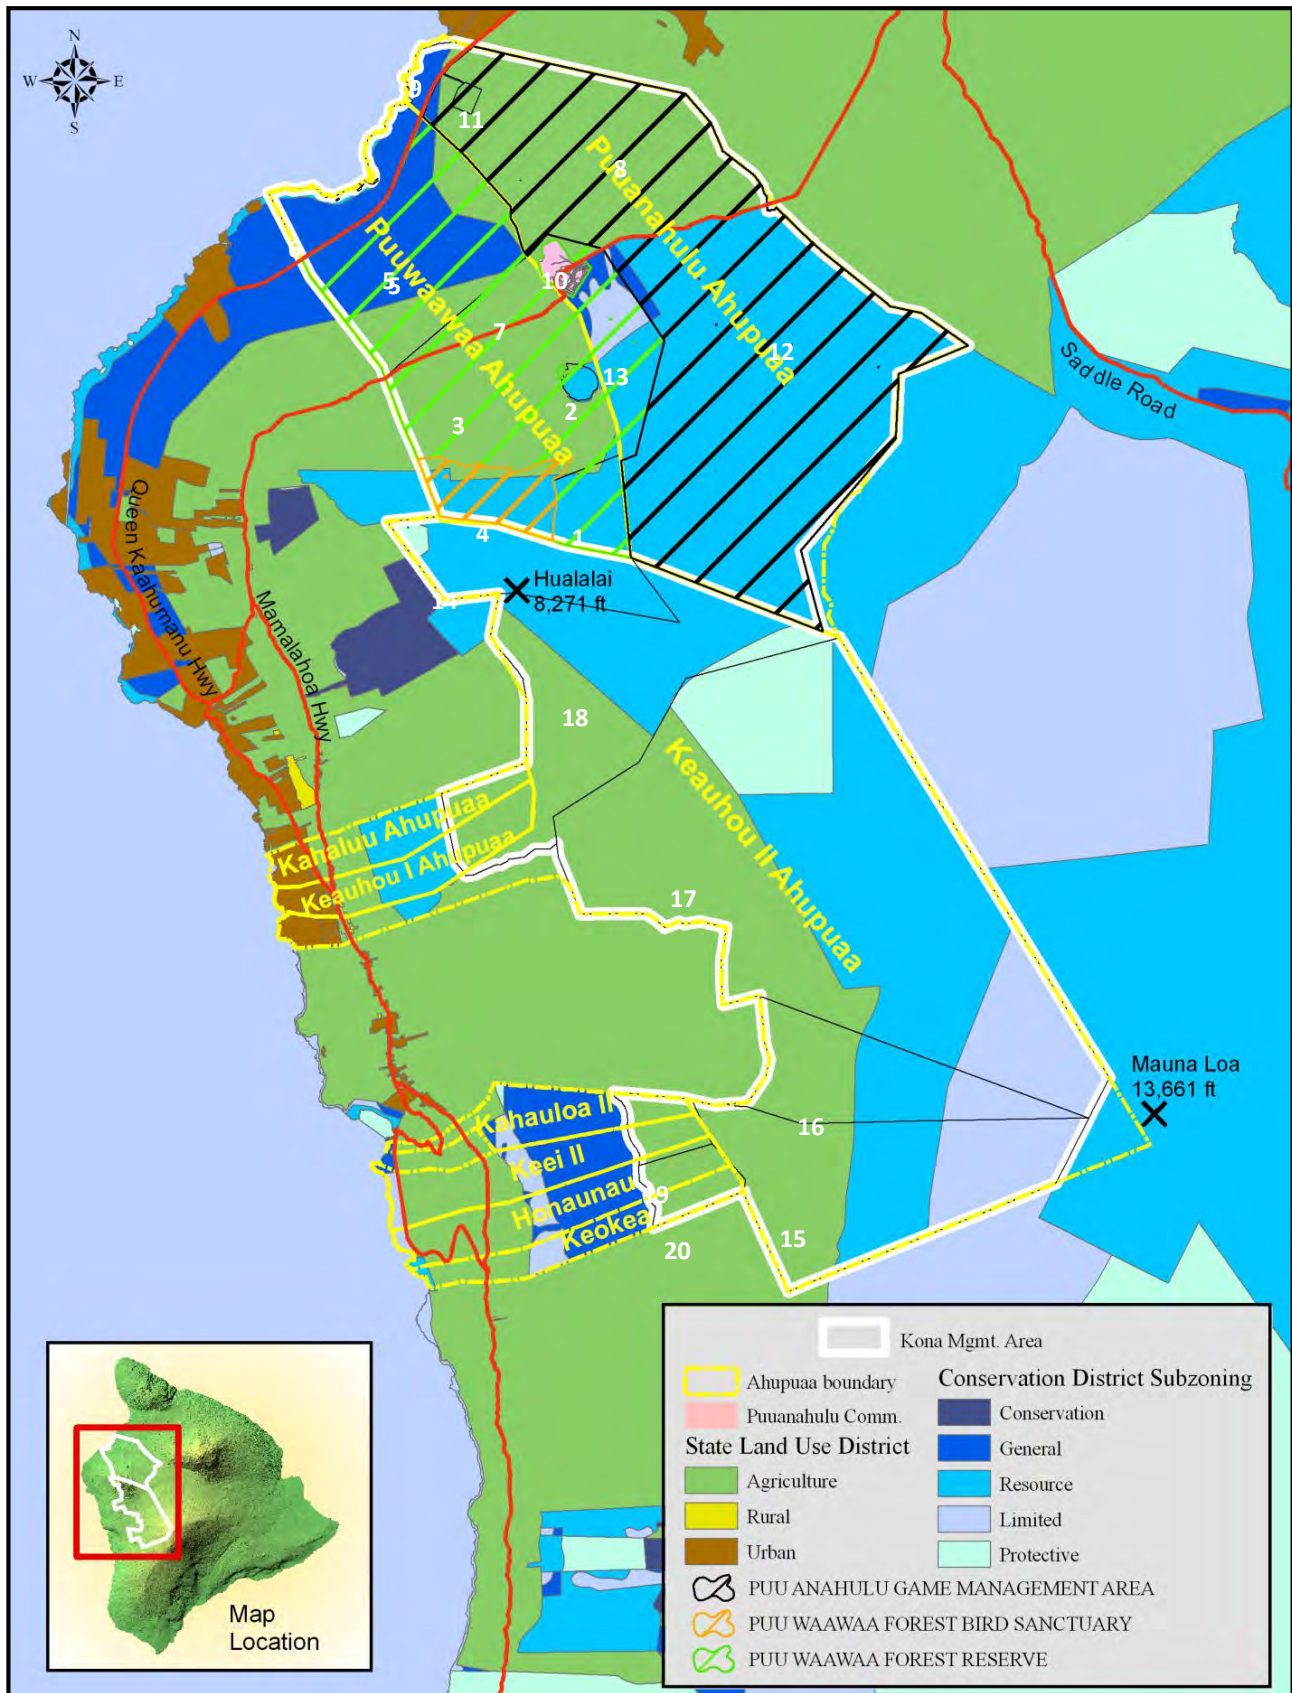 N
W E
S
9
11
8
Puuanahulu Ahupuaa
Puuwaawaa Ahupuaa
5
5
10
7
12
13
2
3
Saddle Road
4
1
Hualalai
8,271 ft
14
Queen Kaahumanu Hwy
Mamalahoa Hwy
18
Keauhou II Ahupuaa
Kahaluu Ahupuaa
Keauhou I Ahupuaa
17
Mauna Loa
13,661 ft
16
Kahauloa II
Keei II
Honaunau
19
Keokea
20
15
Kona Mgmt. Area
Ahupuaa boundary
Puuanahulu Comm.
State Land Use District
Agriculture
Rural
Urban
Conservation District Subzoning
Conservation
General
Resource
Limited
Protective
PUU ANAHULU GAME MANAGEMENT AREA
PUU WAAWAA FOREST BIRD SANCTUARY
PUU WAAWAA FOREST RESERVE
Map
Location